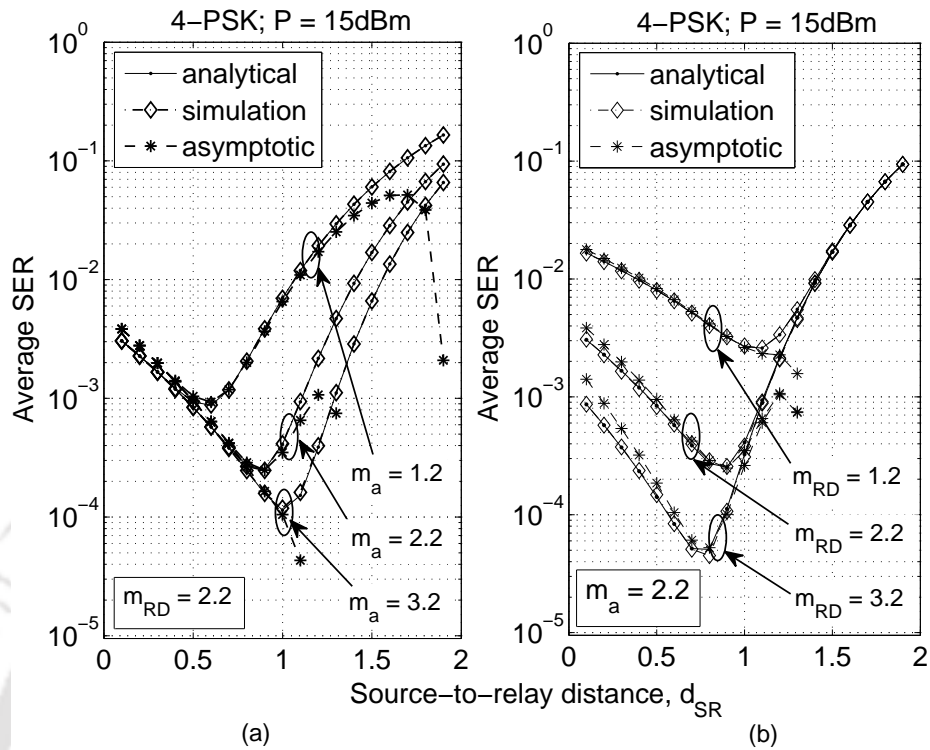 4−PSK; P = 15dBm
10^0
10^−1
10^−2
10^−3
10^−4
10^−5
Average SER
analytical
simulation
asymptotic
m_a = 1.2
m_a = 2.2
m_a = 3.2
m_RD = 2.2
0 0.5 1 1.5 2
(a)
4−PSK; P = 15dBm
10^0
10^−1
10^−2
10^−3
10^−4
10^−5
Average SER
analytical
simulation
asymptotic
m_RD = 1.2
m_RD = 2.2
m_RD = 3.2
m_a = 2.2
0 0.5 1 1.5 2
Source−to−relay distance, d_SR
(b)